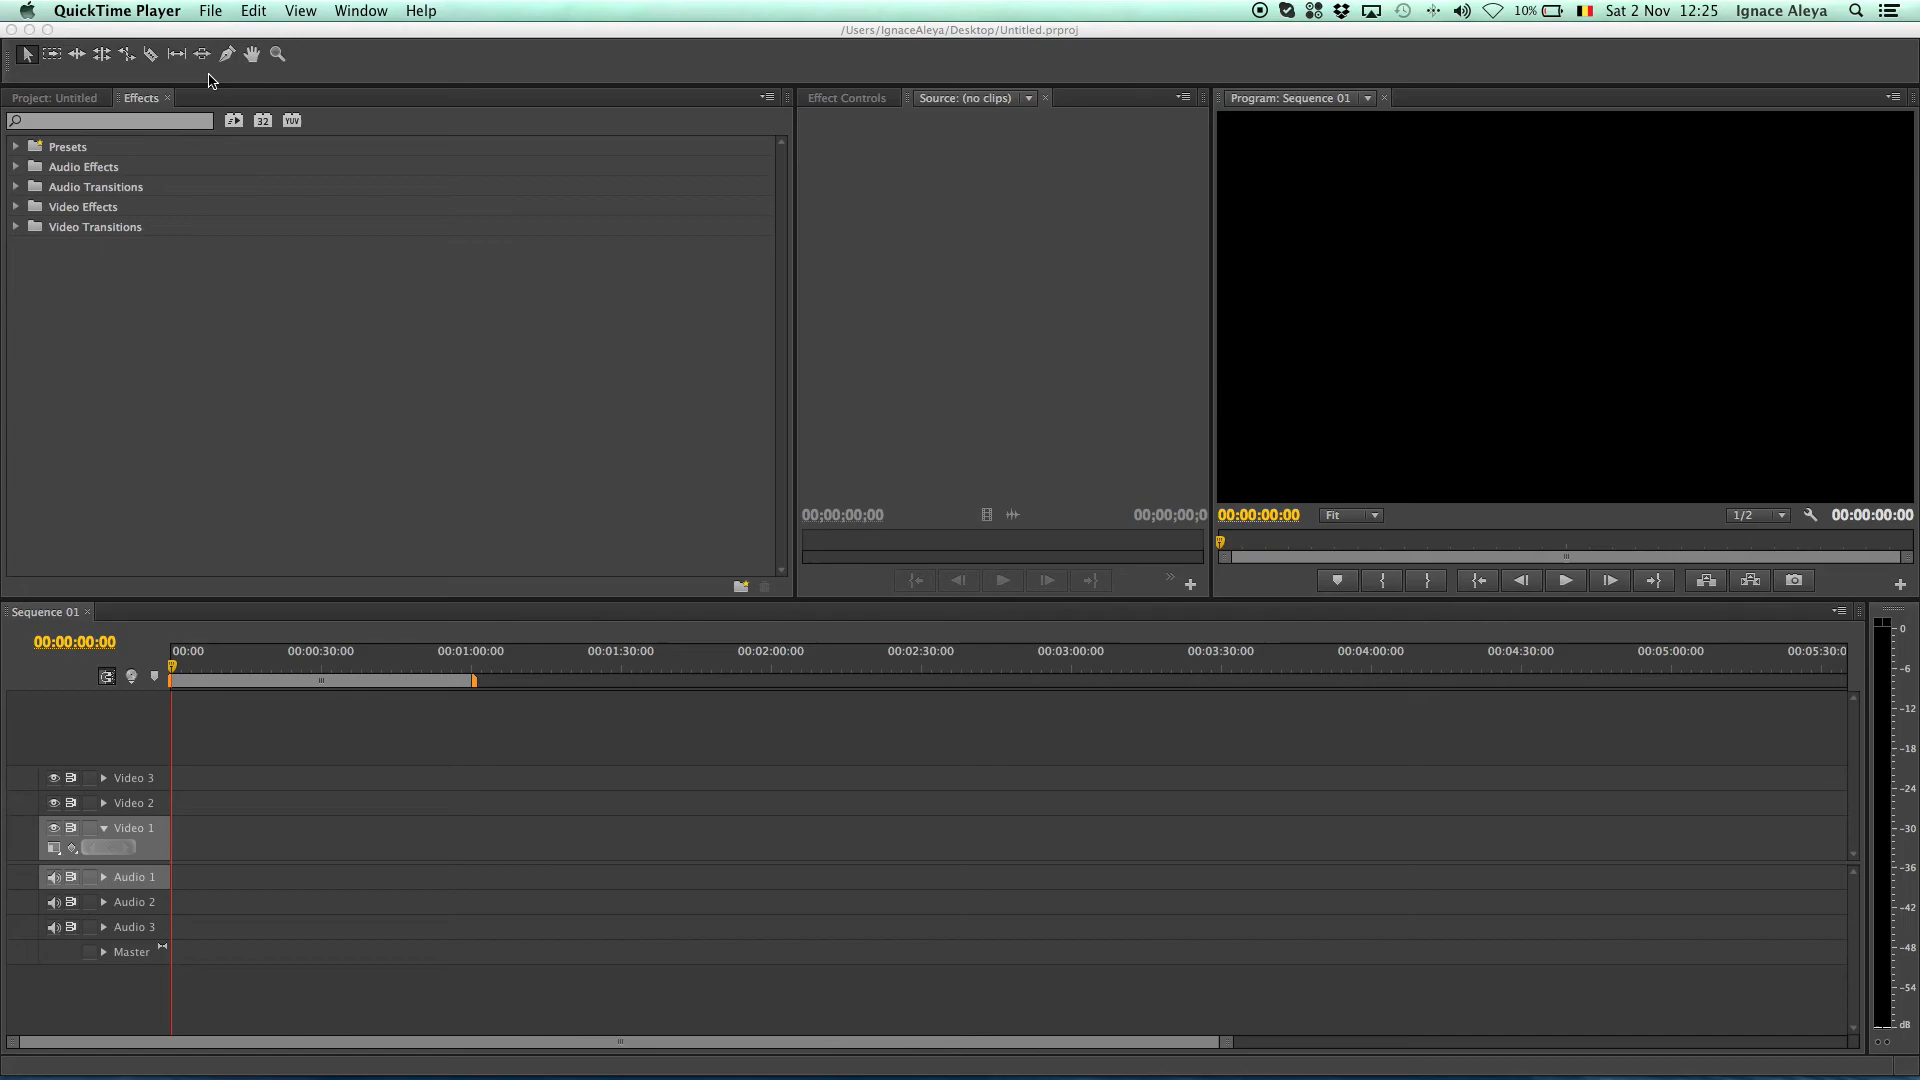 QuickTime Player File Edit View Window Help 10% Sat 2 Nov 12:25 Ignace Aleya
/Users/IgnaceAleya/Desktop/Untitled.prproj
Project: Untitled Effects × Effect Controls Source: (no clips) × Program: Sequence 01 ×
32 YUV
Presets
Audio Effects
Audio Transitions
Video Effects
Video Transitions
00;00;00;00 00;00;00;0 00:00:00:00 Fit 1/2 00:00:00:00
Sequence 01 ×
00:00:00:00
00:00 00:00:30:00 00:01:00:00 00:01:30:00 00:02:00:00 00:02:30:00 00:03:00:00 00:03:30:00 00:04:00:00 00:04:30:00 00:05:00:00 00:05:30:0
Video 3
Video 2
Video 1
Audio 1
Audio 2
Audio 3
Master
0
-6
-12
-18
-24
-30
-36
-42
-48
-54
dB